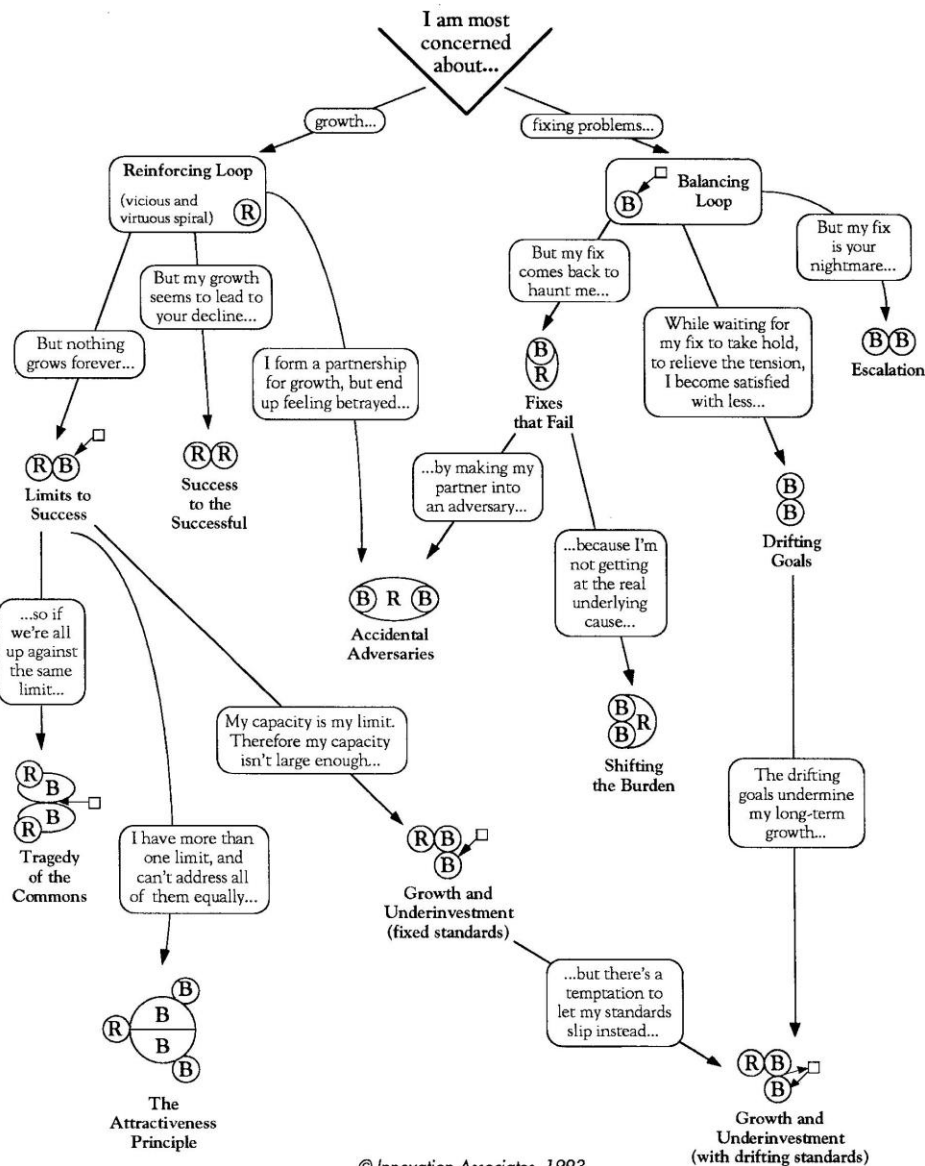 I am most
concerned
about...
growth...
fixing problems...
Reinforcing Loop
(vicious and
virtuous spiral)
R
B
Balancing
Loop
But my fix
is your
nightmare...
But my fix
comes back to
haunt me...
But my growth
seems to lead to
your decline...
While waiting for
my fix to take hold,
to relieve the tension,
I become satisfied
with less...
But nothing
grows forever...
I form a partnership
for growth, but end
up feeling betrayed...
B
R
Fixes
that Fail
B B
Escalation
R B
Limits to
Success
R R
Success
to the
Successful
...by making my
partner into
an adversary...
B
B
Drifting
Goals
...because I'm
not getting
at the real
underlying
cause...
B R B
Accidental
Adversaries
...so if
we're all
up against
the same
limit...
My capacity is my limit.
Therefore my capacity
isn't large enough...
B
B
R
Shifting
the Burden
R
B
B
R
Tragedy
of the
Commons
I have more than
one limit, and
can't address all
of them equally...
R B
B
Growth and
Underinvestment
(fixed standards)
The drifting
goals undermine
my long-term
growth...
...but there's a
temptation to
let my standards
slip instead...
B
B
R
B
B
The
Attractiveness
Principle
R B
B
Growth and
Underinvestment
(with drifting standards)
© Innovation Associates, 1993